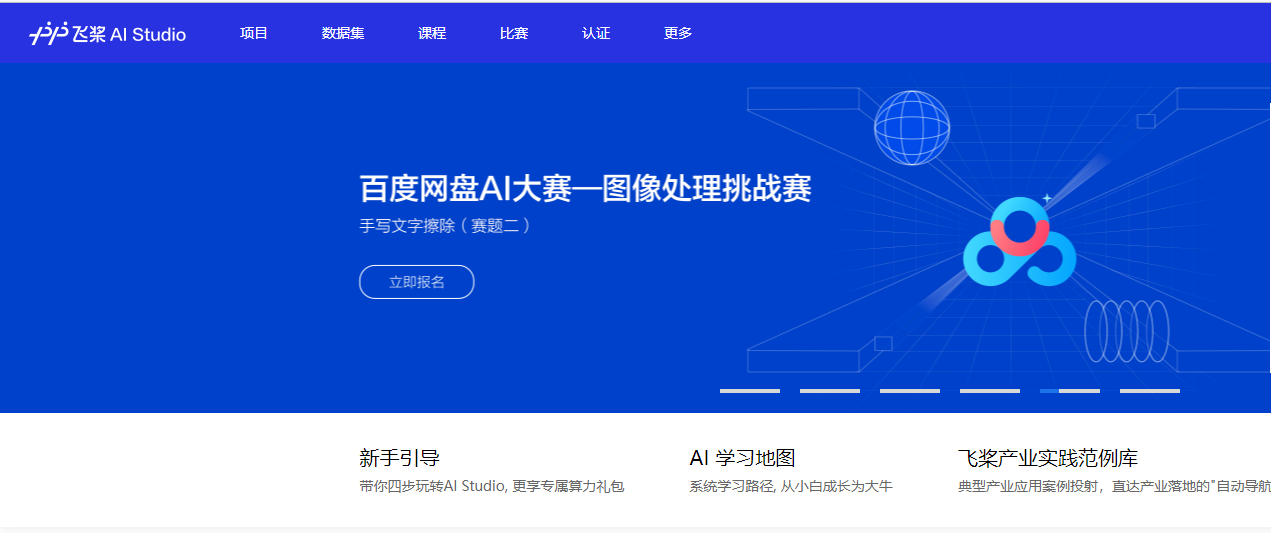 飞桨 AI Studio 项目 数据集 课程 比赛 认证 更多
百度网盘AI大赛—图像处理挑战赛
手写文字擦除（赛题二）
立即报名
新手引导 AI 学习地图 飞桨产业实践范例库
带你四步玩转AI Studio, 更享专属算力礼包 系统学习路径, 从小白成长为大牛 典型产业应用案例投射，直达产业落地的"自动导航